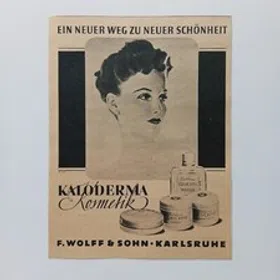 EIN NEUER WEG ZU NEUER SCHÖNHEIT
KALODERMA
Kosmetik
F. WOLFF & SOHN · KARLSRUHE